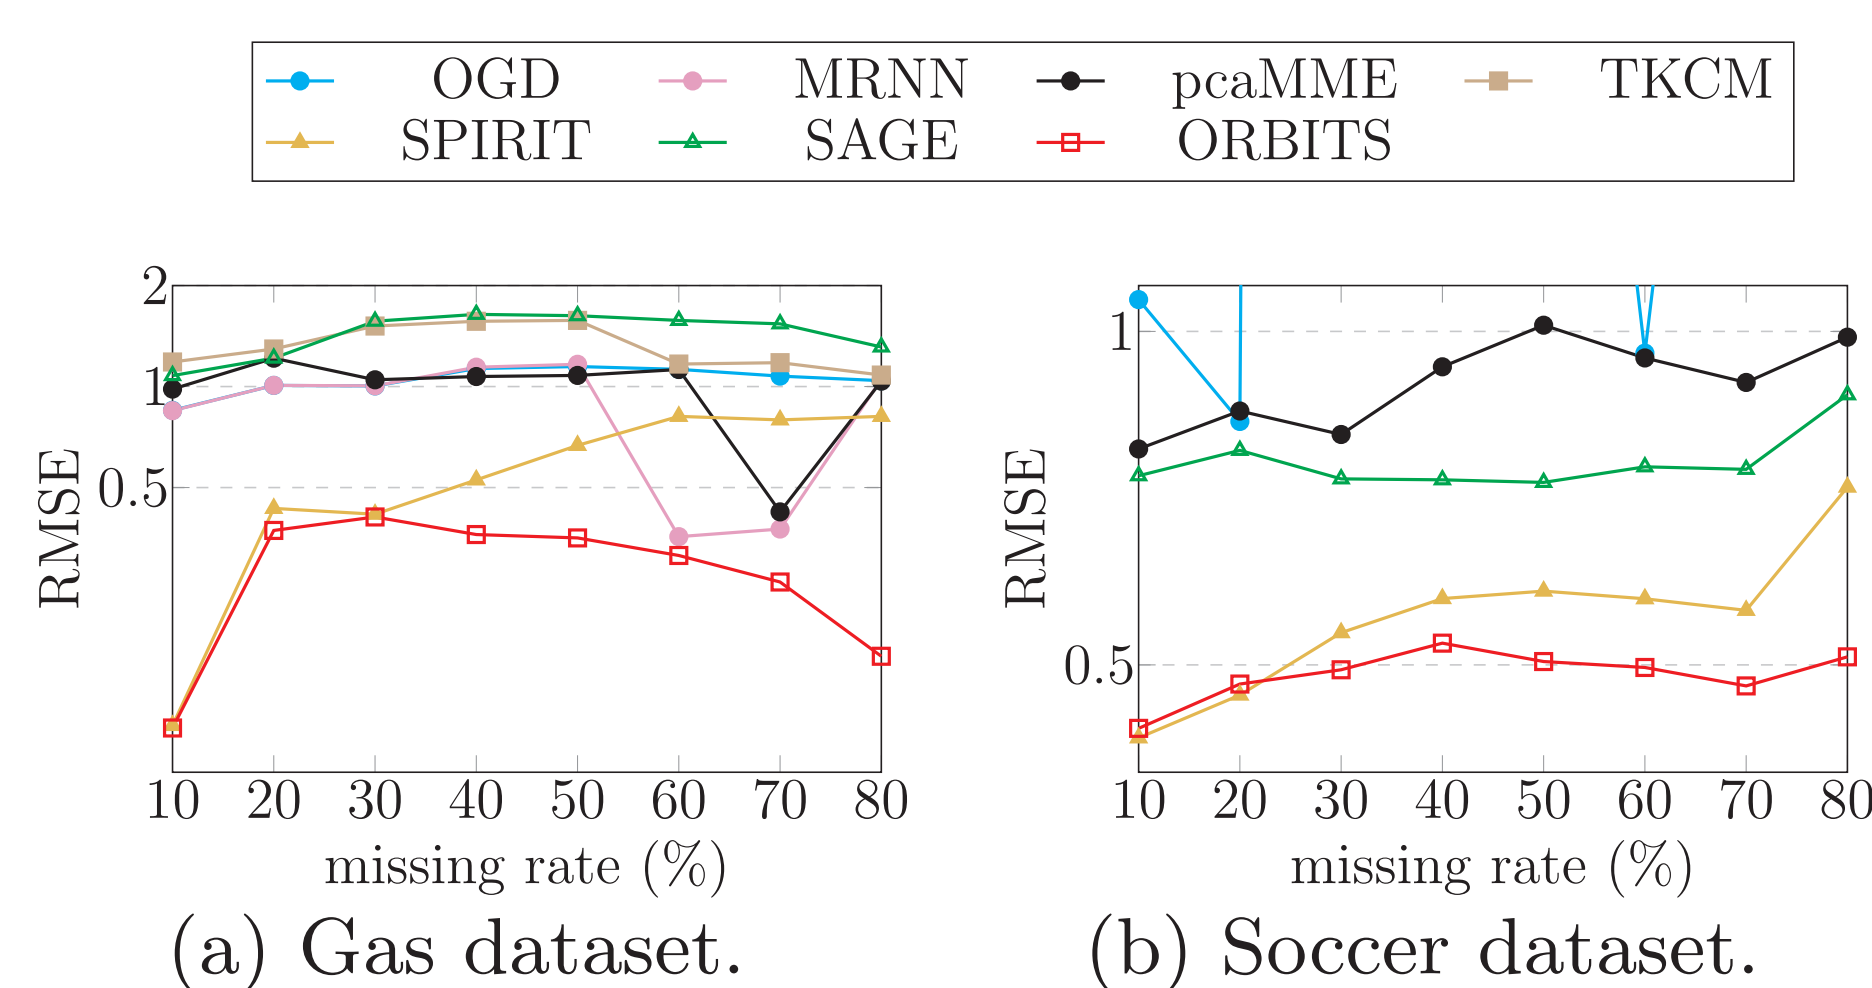 OGD MRNN pcaMME TKCM
SPIRIT SAGE ORBITS
2
1
0.5
RMSE
10 20 30 40 50 60 70 80
missing rate (%)
(a) Gas dataset.
1
0.5
RMSE
10 20 30 40 50 60 70 80
missing rate (%)
(b) Soccer dataset.